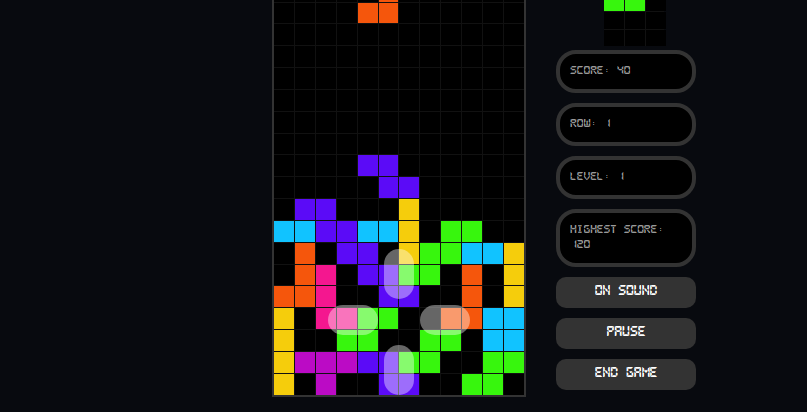 SCORE: 40
ROW: 1
LEVEL: 1
HIGHEST SCORE:
120
ON SOUND
PAUSE
END GAME